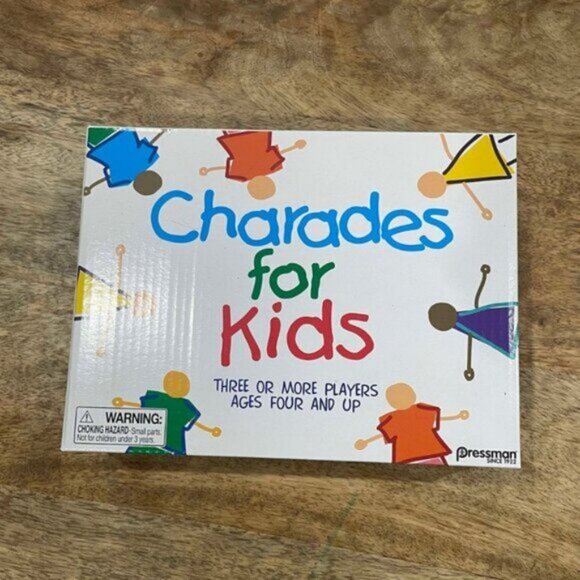 Charades
for
Kids
THREE OR MORE PLAYERS
AGES FOUR AND UP
WARNING:
CHOKING HAZARD-Small parts.
Not for children under 3 years.
Pressman
SINCE 1922